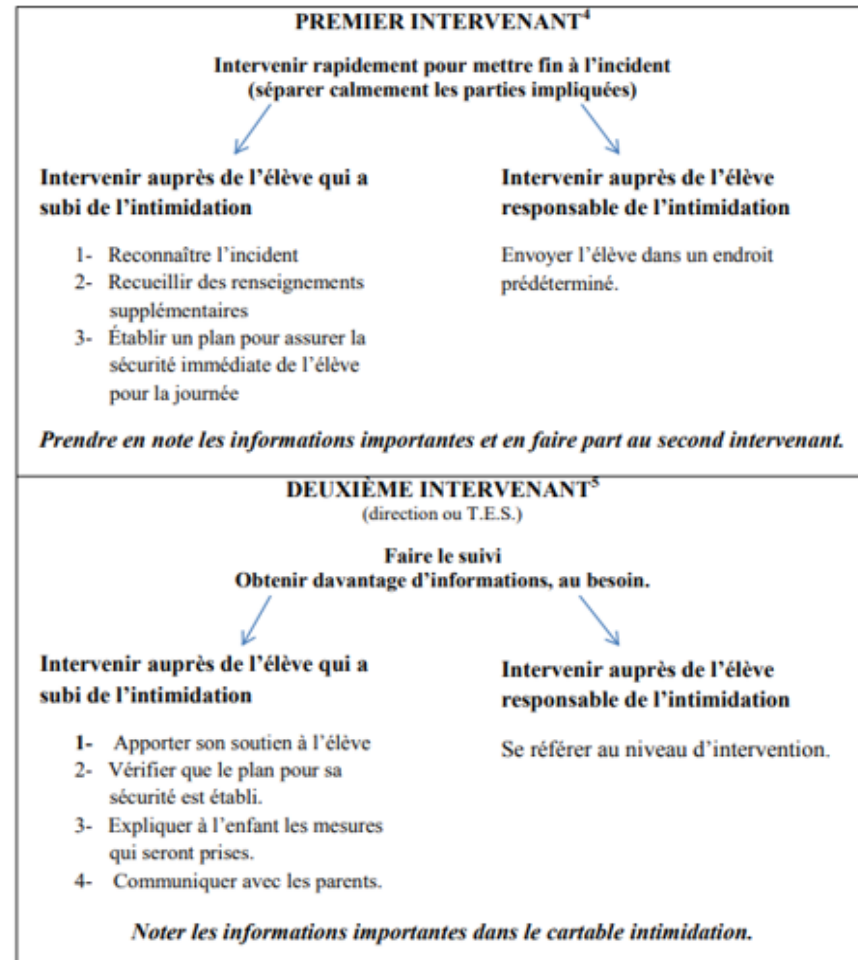 PREMIER INTERVENANT⁴
Intervenir rapidement pour mettre fin à l'incident
(séparer calmement les parties impliquées)
Intervenir auprès de l'élève qui a
subi de l'intimidation
1- Reconnaître l'incident
2- Recueillir des renseignements
supplémentaires
3- Établir un plan pour assurer la
sécurité immédiate de l'élève
pour la journée
Intervenir auprès de l'élève
responsable de l'intimidation
Envoyer l'élève dans un endroit
prédéterminé.
Prendre en note les informations importantes et en faire part au second intervenant.
DEUXIÈME INTERVENANT⁵
(direction ou T.E.S.)
Faire le suivi
Obtenir davantage d'informations, au besoin.
Intervenir auprès de l'élève qui a
subi de l'intimidation
1- Apporter son soutien à l'élève
2- Vérifier que le plan pour sa
sécurité est établi.
3- Expliquer à l'enfant les mesures
qui seront prises.
4- Communiquer avec les parents.
Intervenir auprès de l'élève
responsable de l'intimidation
Se référer au niveau d'intervention.
Noter les informations importantes dans le cartable intimidation.